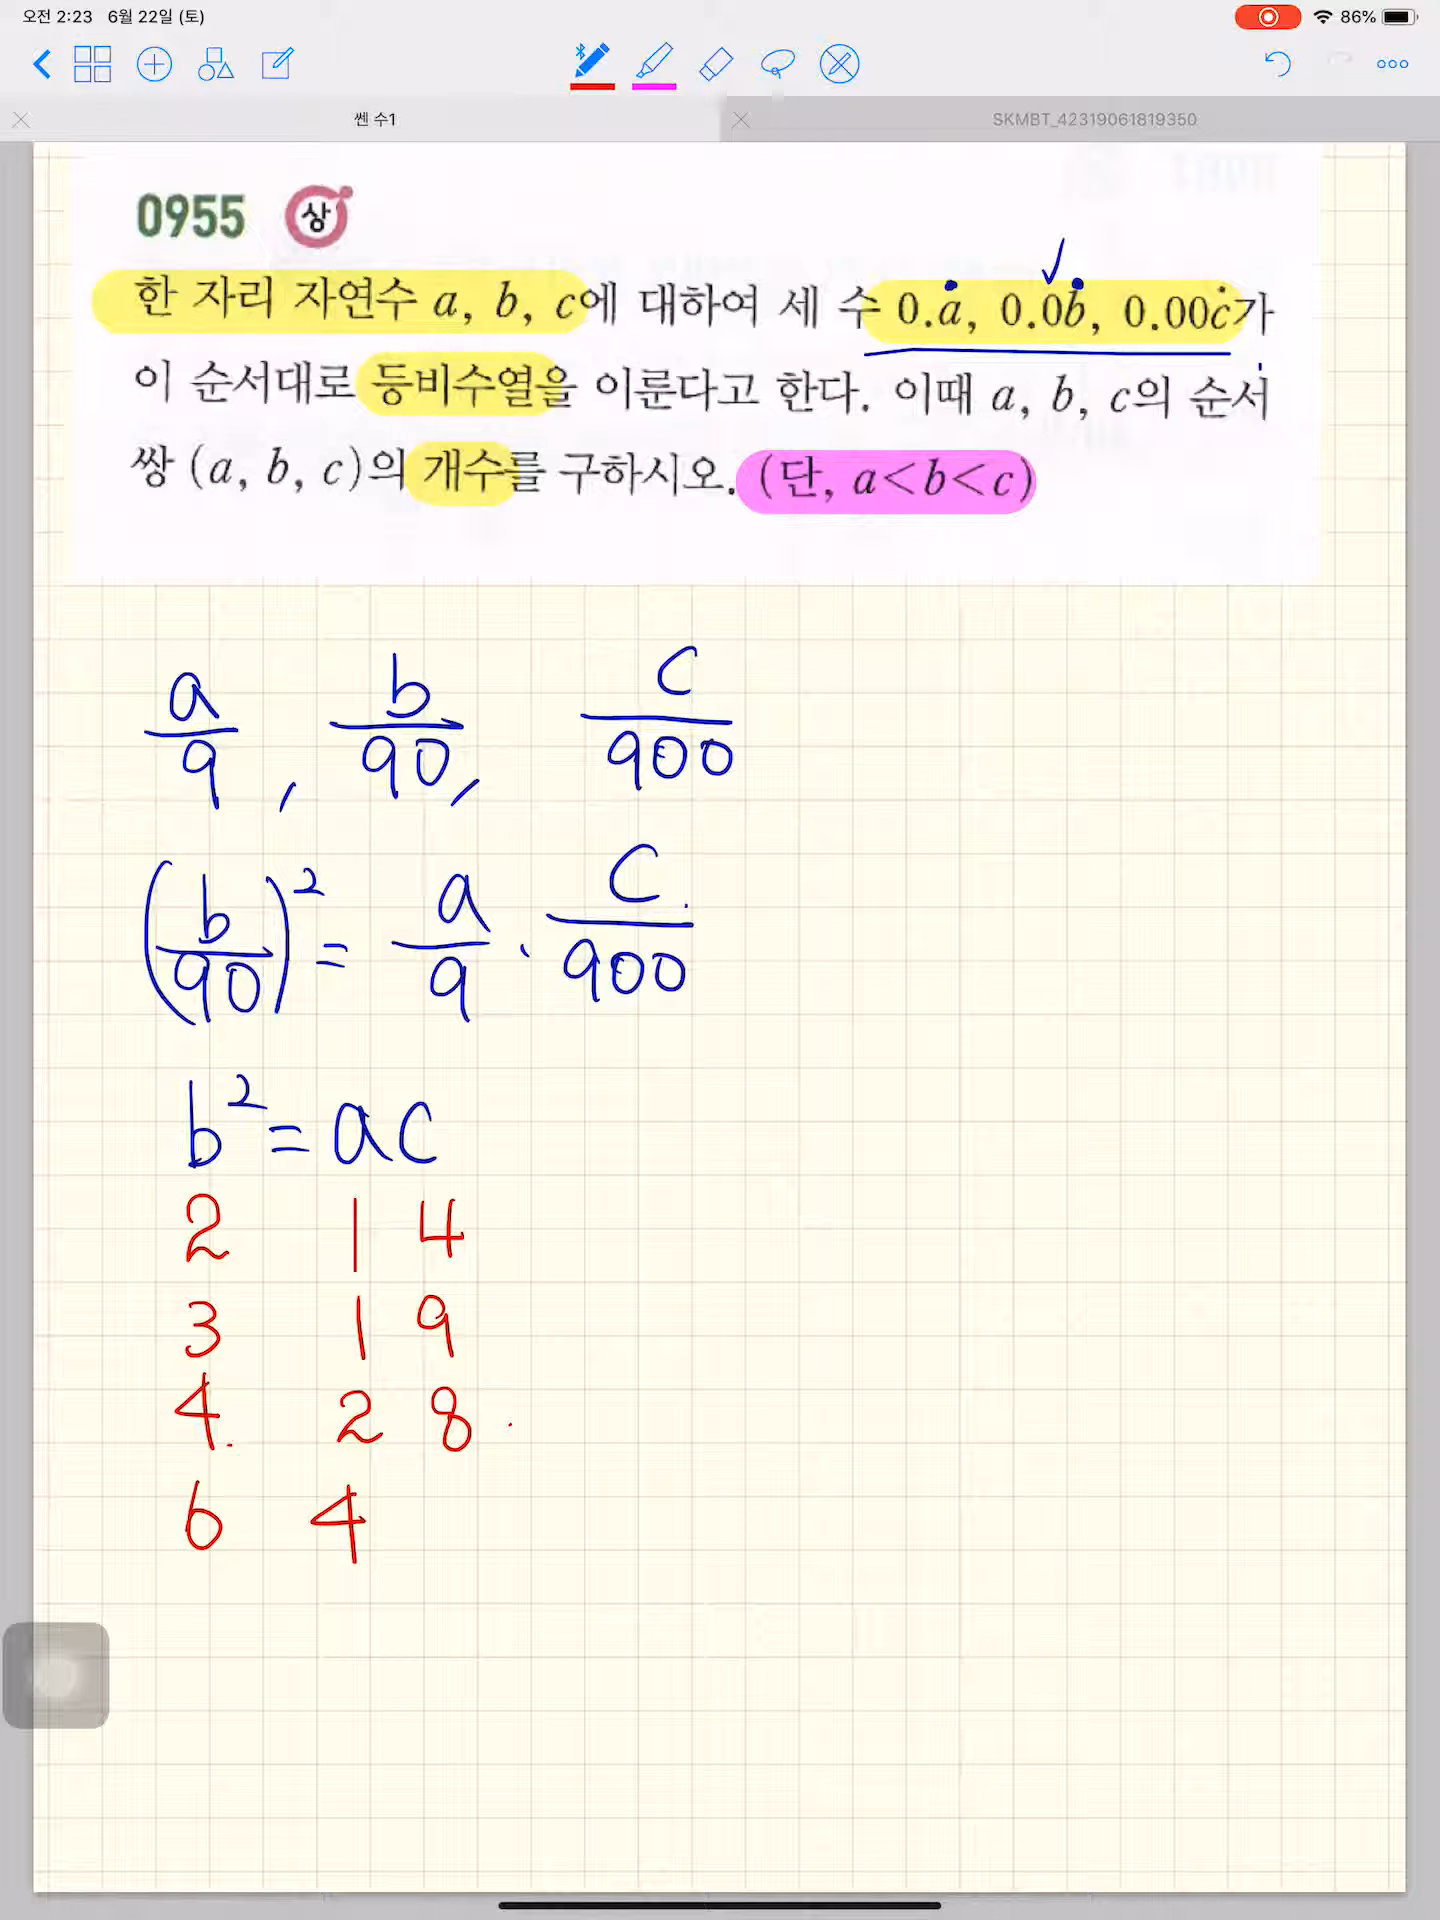 오전 2:23 6월 22일 (토) 86%
쎈 수1 SKMBT_42319061819350
0955 상
한 자리 자연수 a, b, c에 대하여 세 수 0.ȧ, 0.0ḃ, 0.00ċ가
이 순서대로 등비수열을 이룬다고 한다. 이때 a, b, c의 순서
쌍 (a, b, c)의 개수를 구하시오. (단, a<b<c)
a/9, b/90, c/900
(b/90)² = a/9 · c/900
b² = ac
2 1 4
3 1 9
4 2 8
6 4